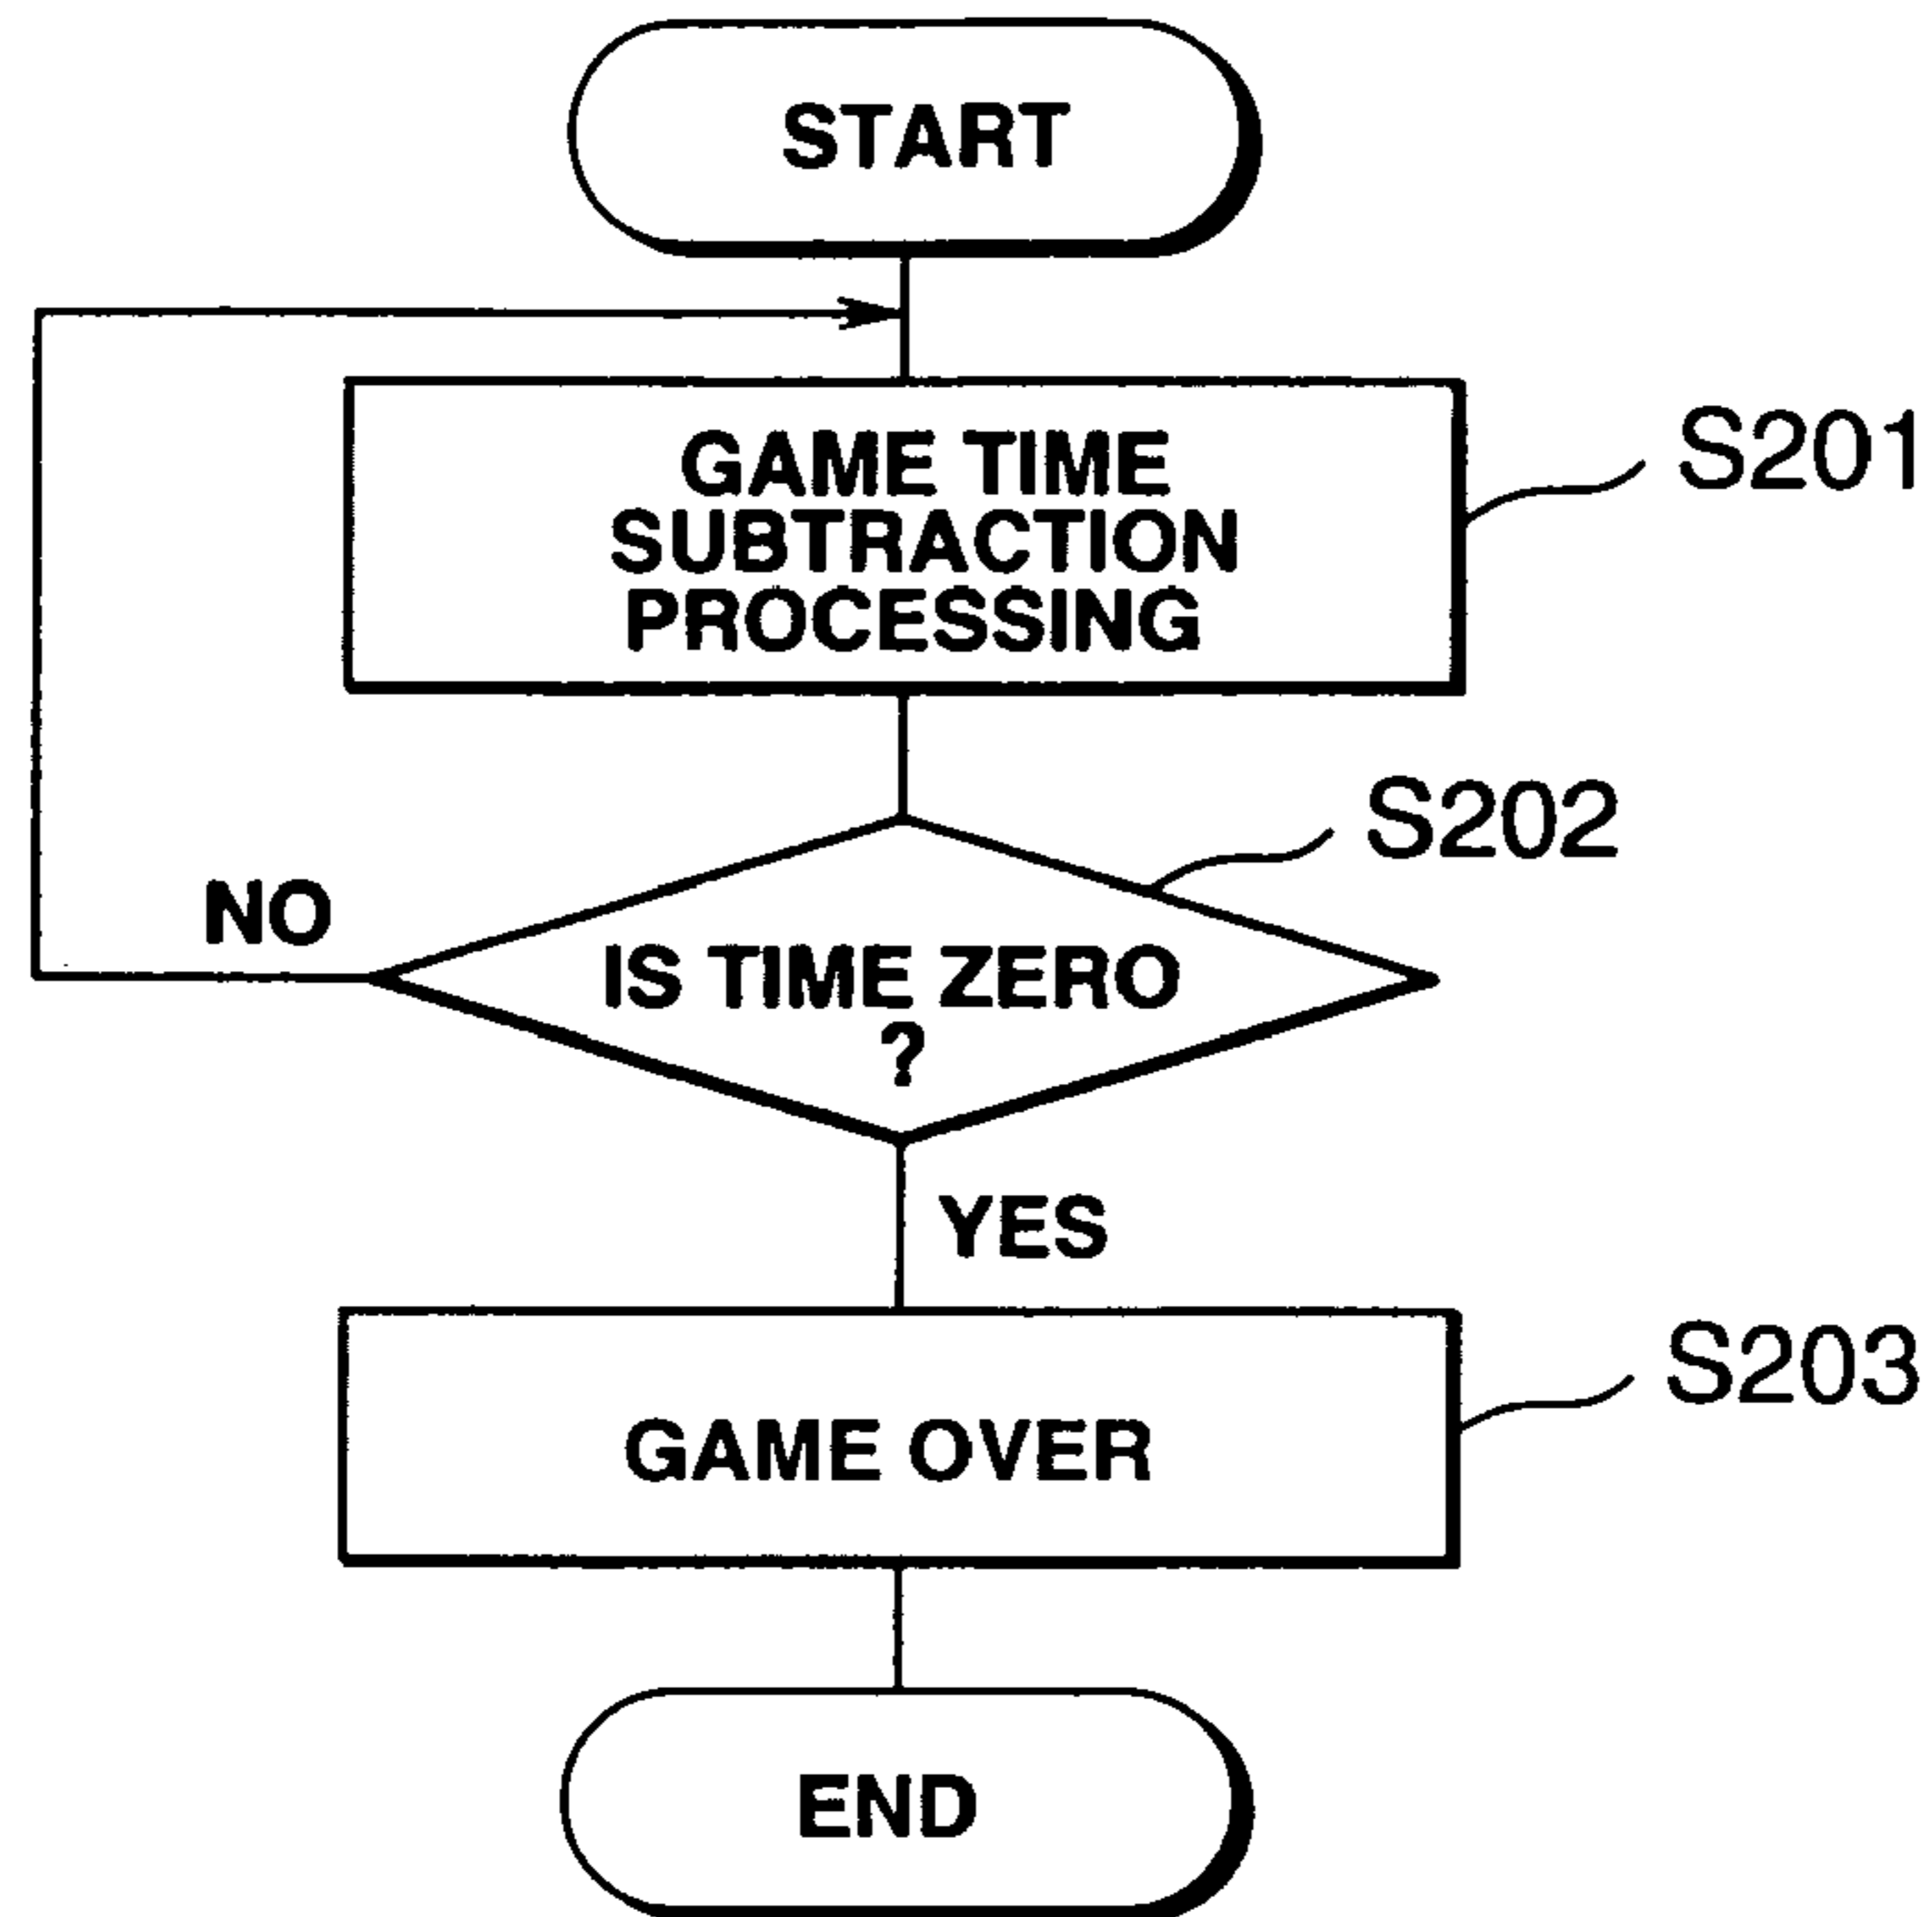 START
GAME TIME
SUBTRACTION
PROCESSING
S201
S202
NO
IS TIME ZERO
?
YES
GAME OVER
S203
END